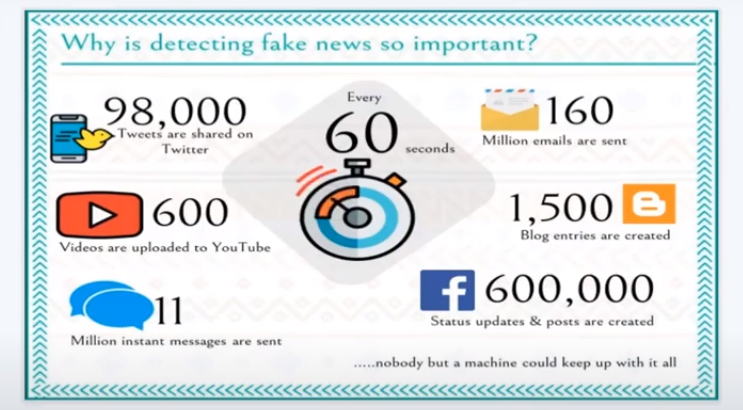 Why is detecting fake news so important?
98,000
Tweets are shared on
Twitter
Every
60
seconds
160
Million emails are sent
600
Videos are uploaded to YouTube
1,500
Blog entries are created
11
Million instant messages are sent
f 600,000
Status updates & posts are created
.....nobody but a machine could keep up with it all